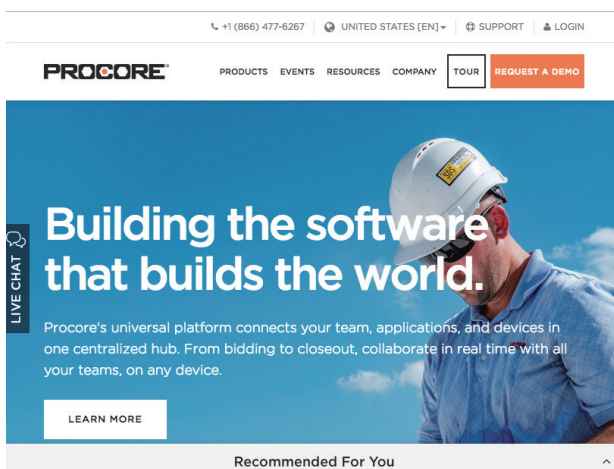 +1 (866) 477-6267 UNITED STATES [EN] SUPPORT LOGIN
PROCORE® PRODUCTS EVENTS RESOURCES COMPANY TOUR REQUEST A DEMO
SDS
Building the software
that builds the world.
LIVE CHAT
Procore's universal platform connects your team, applications, and devices in
one centralized hub. From bidding to closeout, collaborate in real time with all
your teams, on any device.
LEARN MORE
Recommended For You